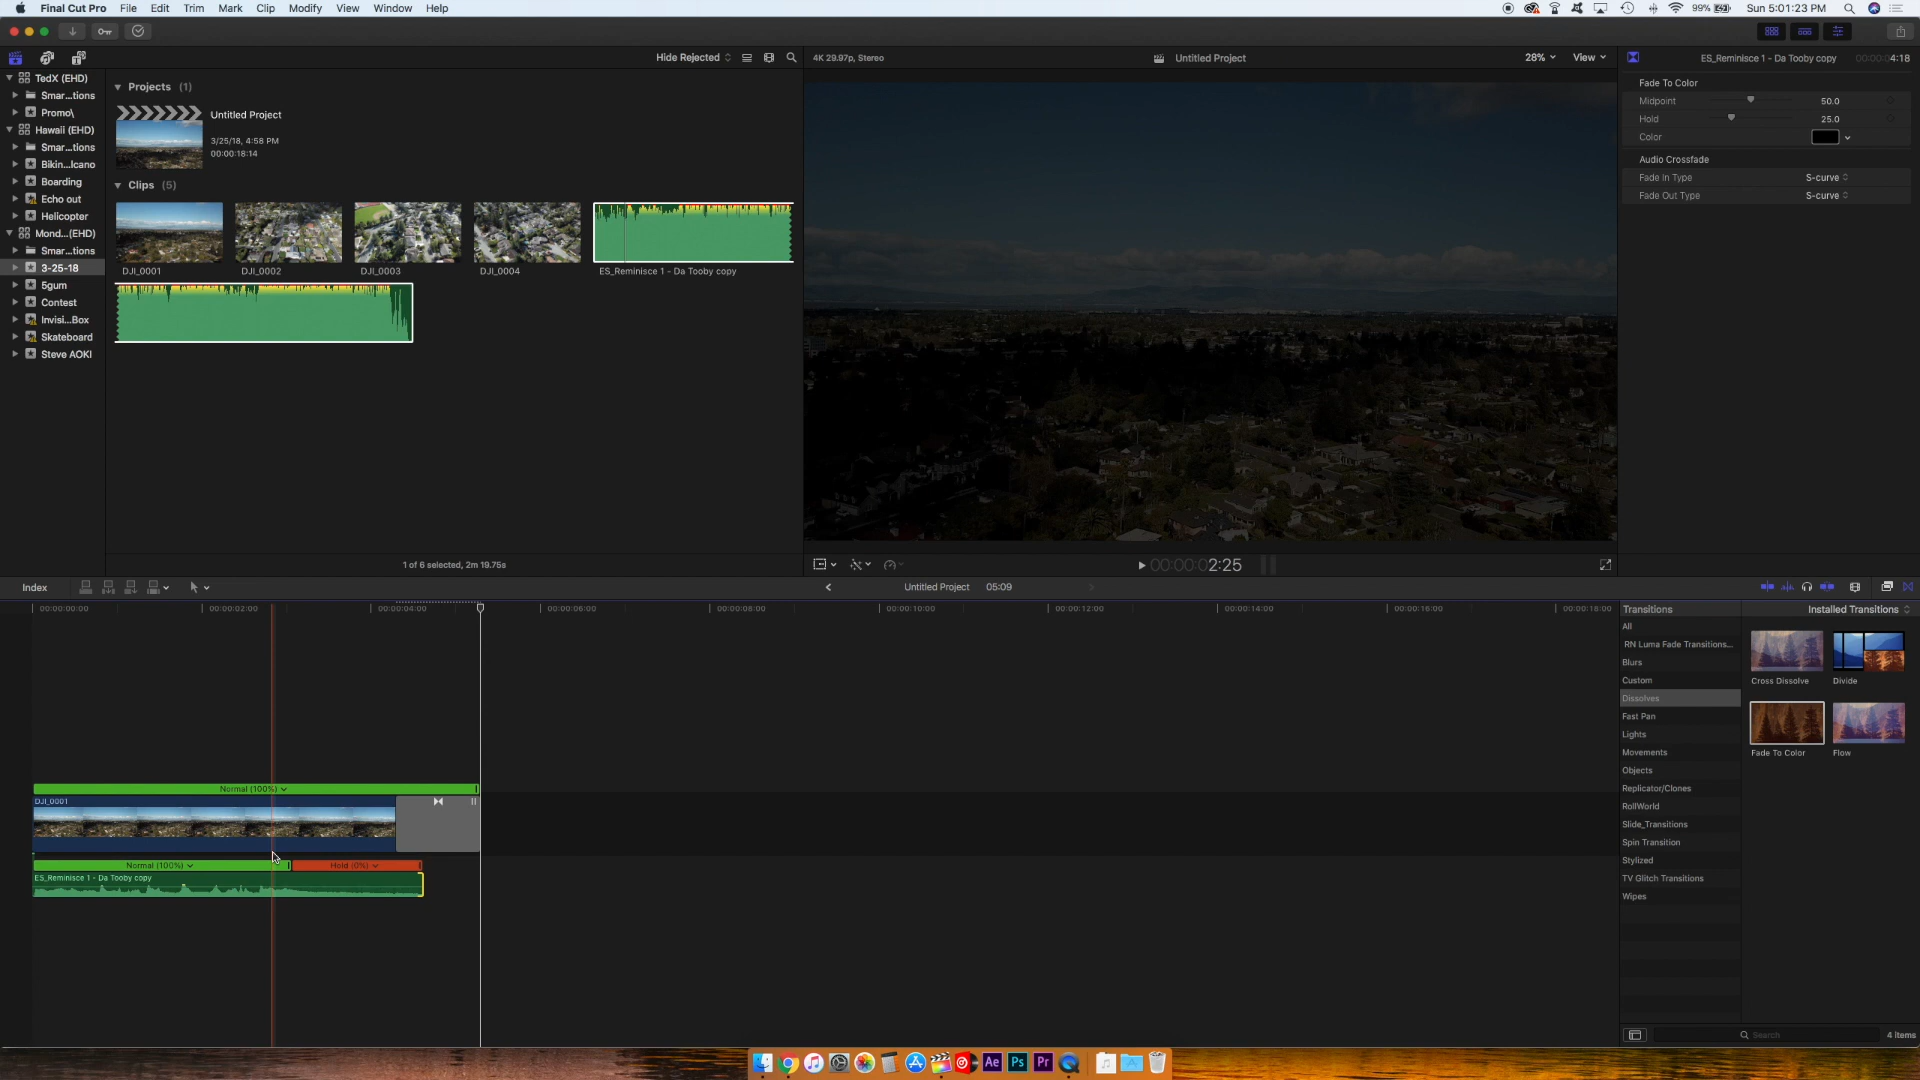 Final Cut Pro File Edit Trim Mark Clip Modify View Window Help
99% Sun 5:01:23 PM
Hide Rejected
4K 29.97p, Stereo
Untitled Project
28%
View
ES_Reminisce 1 - Da Tooby copy
00:00:04:18
TedX (EHD)
Smar...tions
Promo\
Hawaii (EHD)
Smar...tions
Bikin...lcano
Boarding
Echo out
Helicopter
Mond...(EHD)
Smar...tions
3-25-18
5gum
Contest
Invisi...Box
Skateboard
Steve AOKI
Projects (1)
Untitled Project
3/25/18, 4:58 PM
00:00:18:14
Clips (5)
DJI_0001
DJI_0002
DJI_0003
DJI_0004
ES_Reminisce 1 - Da Tooby copy
1 of 6 selected, 2m 19.75s
00:00:02:25
Fade To Color
Midpoint 50.0
Hold 25.0
Color
Audio Crossfade
Fade In Type S-curve
Fade Out Type S-curve
Index
Untitled Project 05:09
00:00:00:00
00:00:02:00
00:00:04:00
00:00:06:00
00:00:08:00
00:00:10:00
00:00:12:00
00:00:14:00
00:00:16:00
00:00:18:00
Normal (100%)
DJI_0001
Normal (100%)
Hold (0%)
ES_Reminisce 1 - Da Tooby copy
Transitions
Installed Transitions
All
RN Luma Fade Transitions...
Blurs
Custom
Dissolves
Fast Pan
Lights
Movements
Objects
Replicator/Clones
RollWorld
Slide_Transitions
Spin Transition
Stylized
TV Glitch Transitions
Wipes
Cross Dissolve
Divide
Fade To Color
Flow
Search
4 items
Ae
Ps
Pr